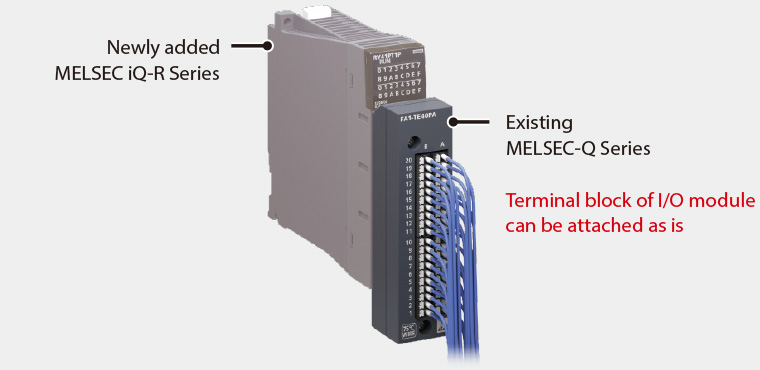 Newly added
MELSEC iQ-R Series
Existing
MELSEC-Q Series
Terminal block of I/O module
can be attached as is
RUN
0 1 2 3 4 5 6 7
8 9 A B C D E F
0 1 2 3 4 5 6 7
8 9 A B C D E F
B A
20
19
18
17
16
15
14
13
12
11
10
9
8
7
6
5
4
3
2
1